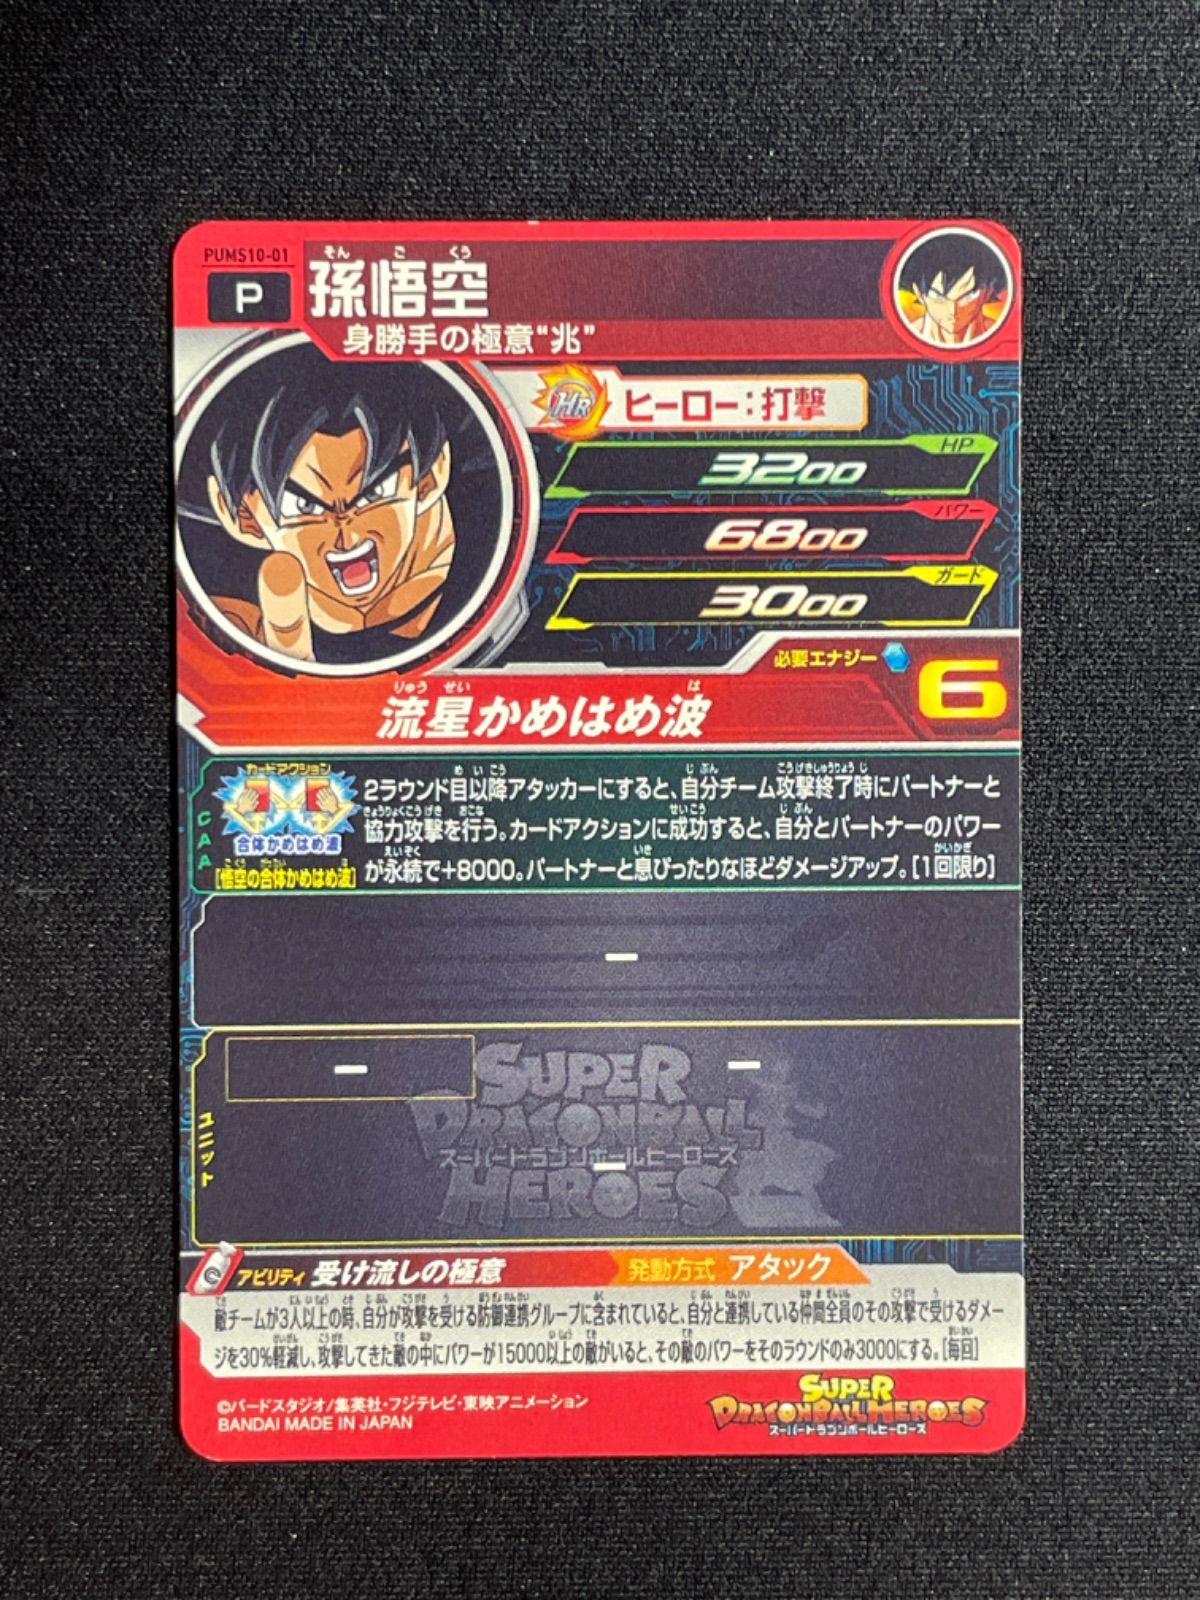 PUMS10-01
P
孫悟空
そんごくう
身勝手の極意“兆”
HR
ヒーロー：打撃
HP
3200
パワー
6800
ガード
3000
必要エナジー
6
流星かめはめ波
りゅうせい は
CAA
カードアクション
合体かめはめ波
[悟空の合体かめはめ波]
2ラウンド目以降アタッカーにすると、自分チーム攻撃終了時にパートナーと
協力攻撃を行う。カードアクションに成功すると、自分とパートナーのパワー
が永続で+8000。パートナーと息ぴったりなほどダメージアップ。[1回限り]
ー
ユニット
ー
ー
ー
SUPER
DRAGONBALL
スーパードラゴンボールヒーローズ
HEROES
アビリティ 受け流しの極意
発動方式 アタック
敵チームが3人以上の時、自分が攻撃を受ける防御連携グループに含まれていると、自分と連携している仲間全員のその攻撃で受けるダメー
ジを30%軽減し、攻撃してきた敵の中にパワーが15000以上の敵がいると、その敵のパワーをそのラウンドのみ3000にする。[毎回]
©バードスタジオ/集英社・フジテレビ・東映アニメーション
BANDAI MADE IN JAPAN
SUPER
DRAGONBALL HEROES
スーパードラゴンボールヒーローズ